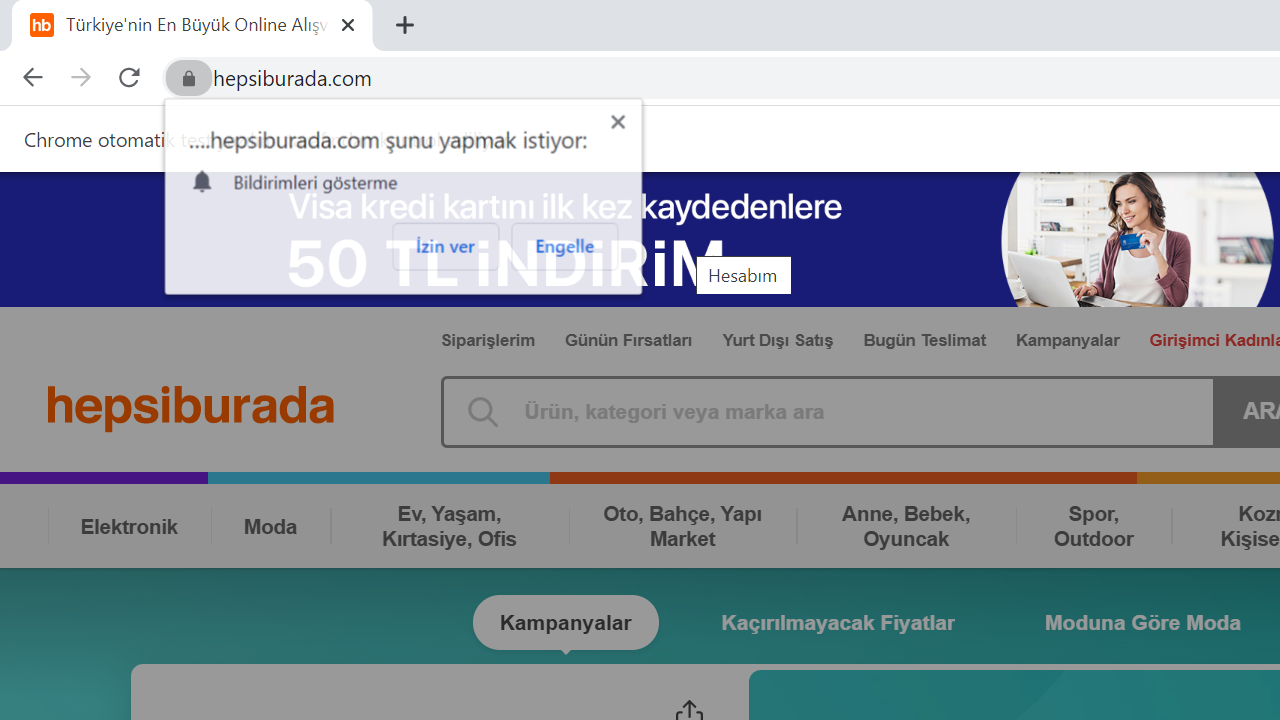 hb Türkiye'nin En Büyük Online Alışv
hepsiburada.com
Chrome otomatik
....hepsiburada.com şunu yapmak istiyor:
Bildirimleri gösterme
İzin ver Engelle
Visa kredi kartını ilk kez kaydedenlere
50 TL İNDİRİM
Hesabım
Siparişlerim Günün Fırsatları Yurt Dışı Satış Bugün Teslimat Kampanyalar Girişimci Kadınla
hepsiburada
Ürün, kategori veya marka ara
ARA
Elektronik Moda Ev, Yaşam, Kırtasiye, Ofis Oto, Bahçe, Yapı Market Anne, Bebek, Oyuncak Spor, Outdoor Koz Kişise
Kampanyalar Kaçırılmayacak Fiyatlar Moduna Göre Moda